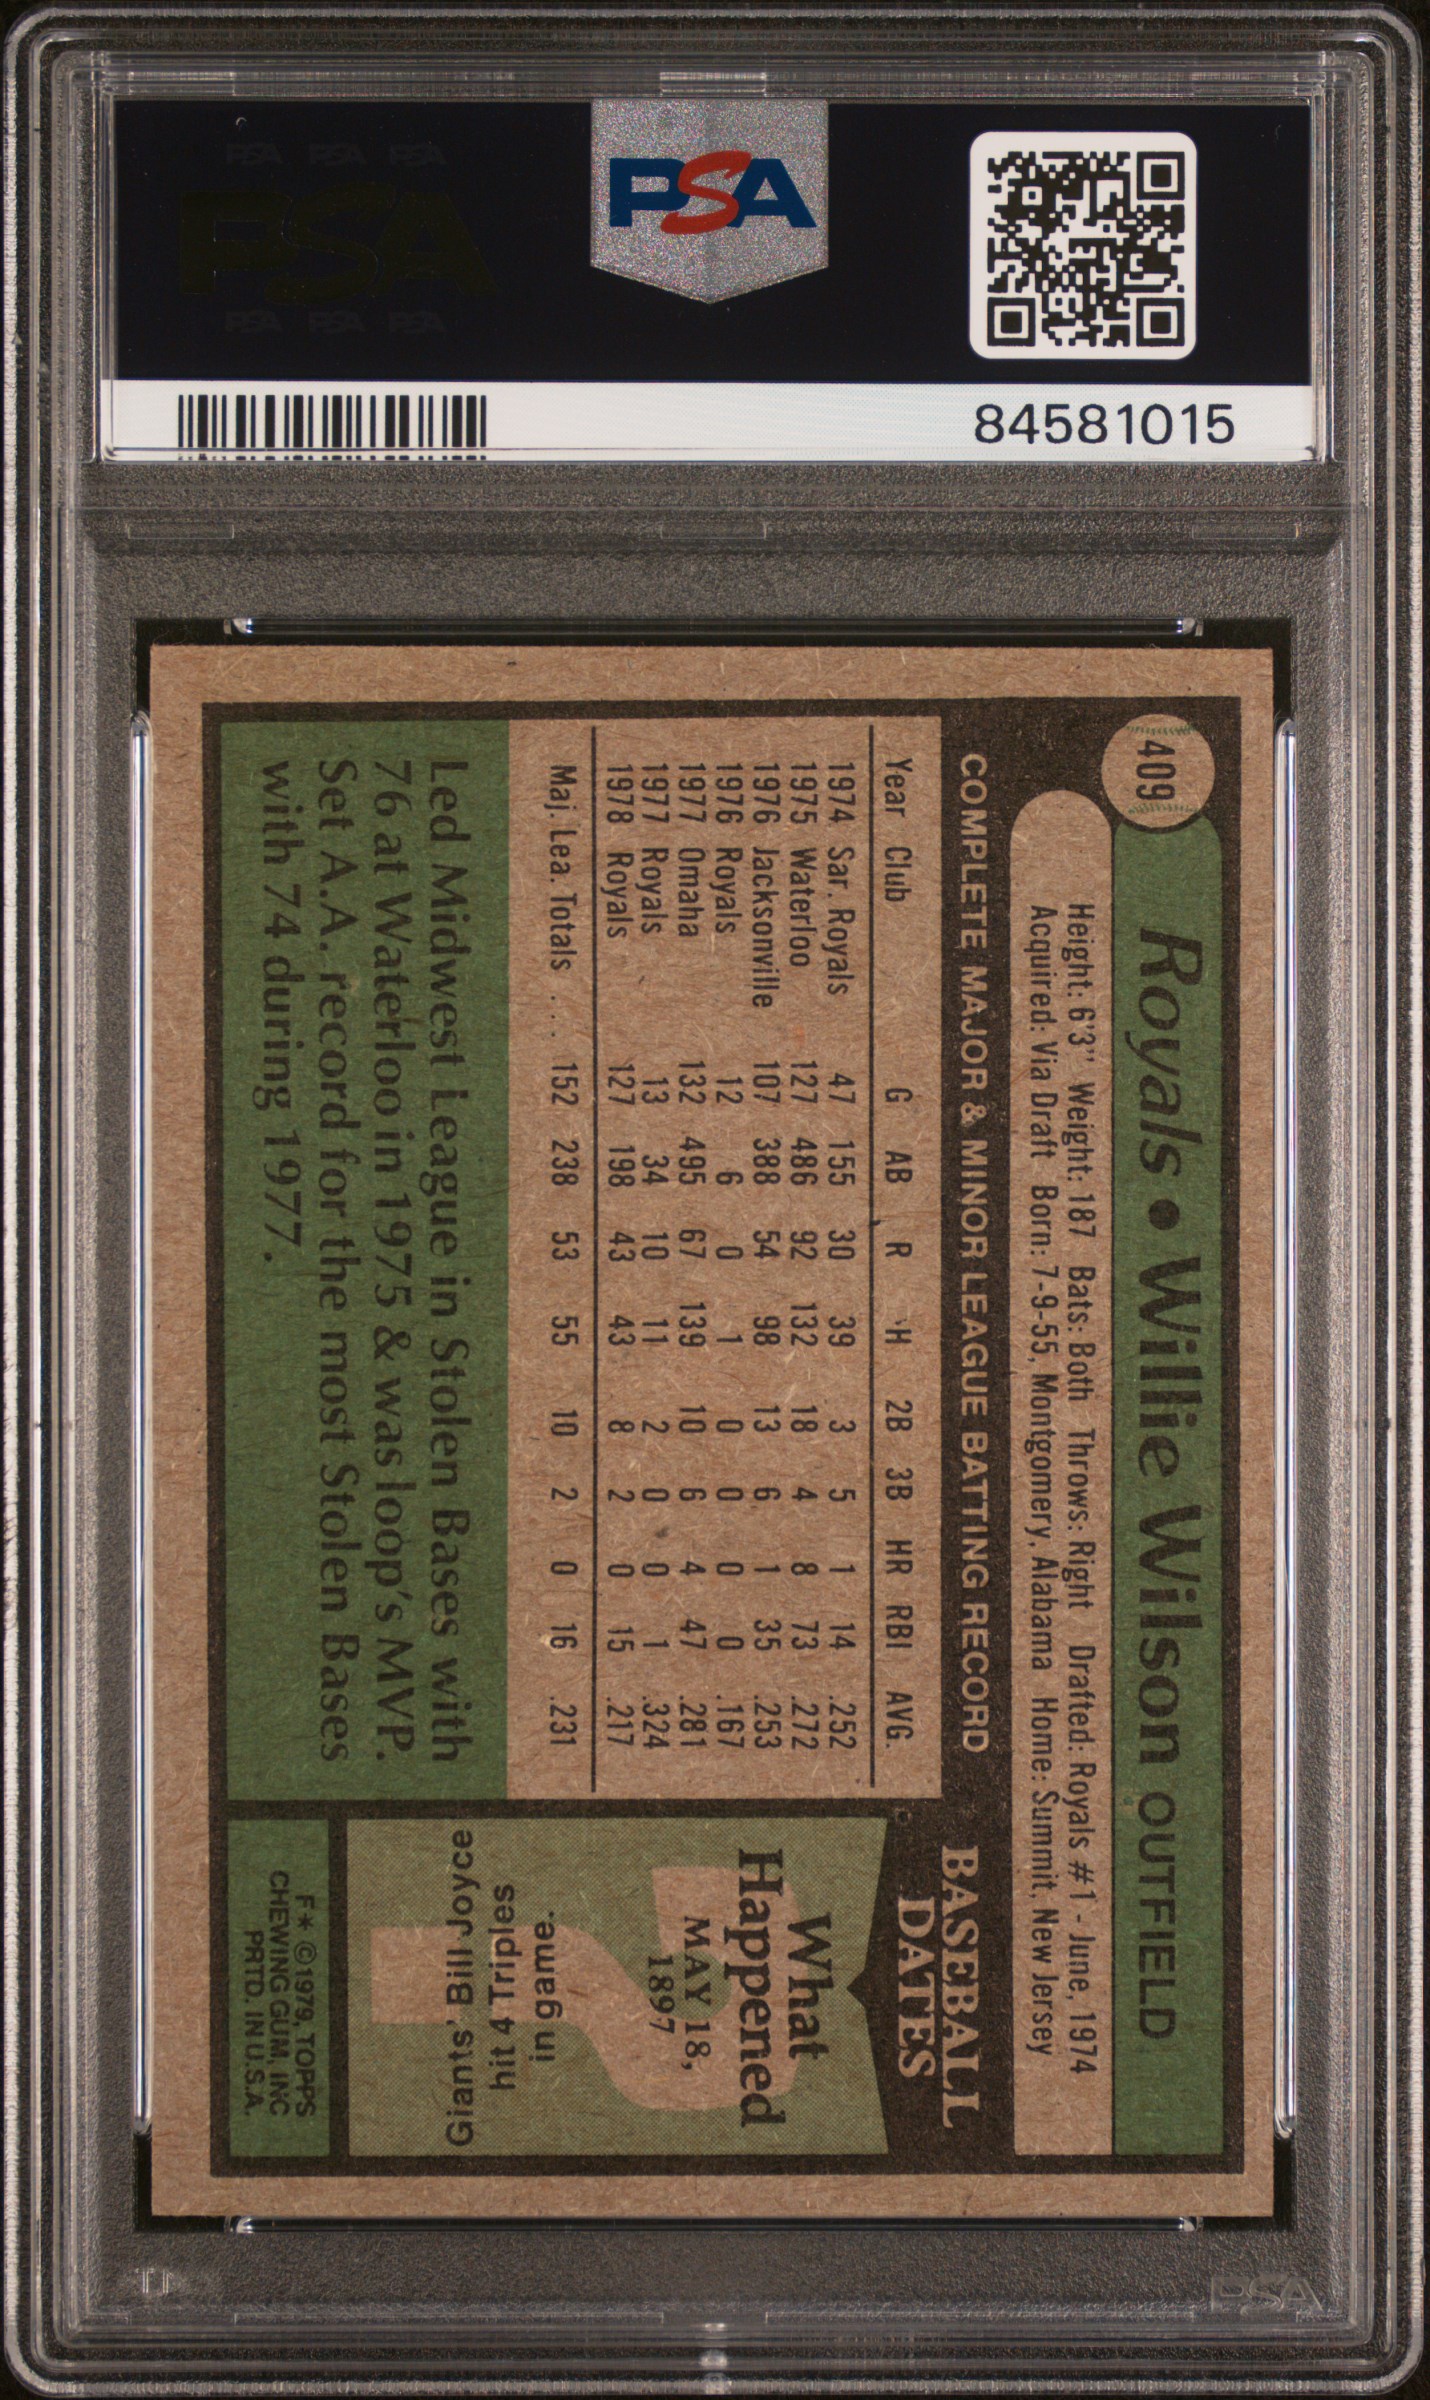 PSA PSA PSA
PSA
PSA PSA PSA
PSA
84581015
409
Royals • Willie Wilson OUTFIELD
Height: 6'3" Weight: 187 Bats: Both Throws: Right Drafted: Royals #1 - June, 1974
Acquired: Via Draft Born: 7-9-55, Montgomery, Alabama Home: Summit, New Jersey
COMPLETE MAJOR & MINOR LEAGUE BATTING RECORD
Year Club G AB R H 2B 3B HR RBI AVG.
1974 Sar. Royals 47 155 30 39 3 5 1 14 .252
1975 Waterloo 127 486 92 132 18 4 8 73 .272
1976 Jacksonville 107 388 54 98 13 6 1 35 .253
1976 Royals 12 6 0 1 0 0 0 0 .167
1977 Omaha 132 495 67 139 10 6 4 47 .281
1977 Royals 13 34 10 11 2 0 0 1 .324
1978 Royals 127 198 43 43 8 2 0 15 .217
Maj. Lea. Totals ... 152 238 53 55 10 2 0 16 .231
Led Midwest League in Stolen Bases with
76 at Waterloo in 1975 & was loop's MVP.
Set A.A. record for the most Stolen Bases
with 74 during 1977.
BASEBALL
DATES
What
Happened
MAY 18,
1897
?
in game.
hit 4 Triples
Giants' Bill Joyce
F✶ ©1979, TOPPS
CHEWING GUM, INC
PRTD. IN U.S.A.
PSA